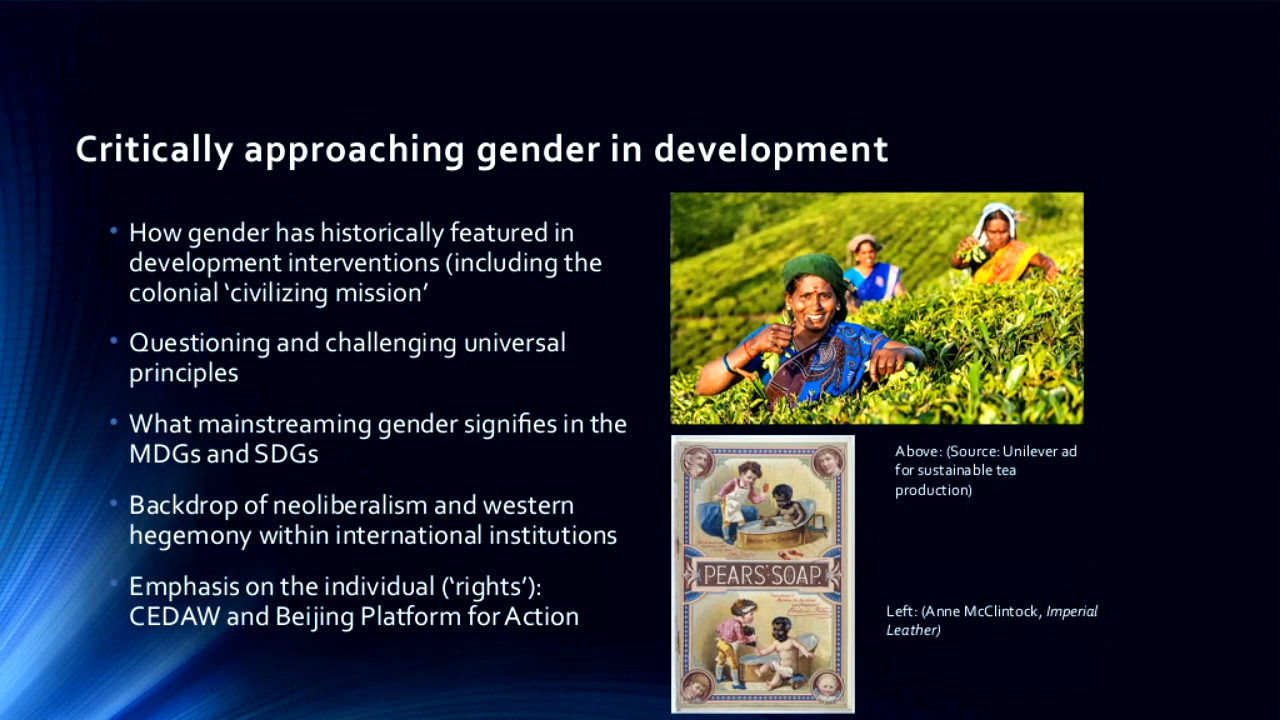 Critically approaching gender in development
• How gender has historically featured in
development interventions (including the
colonial ‘civilizing mission’
• Questioning and challenging universal
principles
• What mainstreaming gender signifies in the
MDGs and SDGs
• Backdrop of neoliberalism and western
hegemony within international institutions
• Emphasis on the individual (‘rights’):
CEDAW and Beijing Platform for Action
PEARS' SOAP.
Above: (Source: Unilever ad
for sustainable tea
production)
Left: (Anne McClintock, Imperial
Leather)